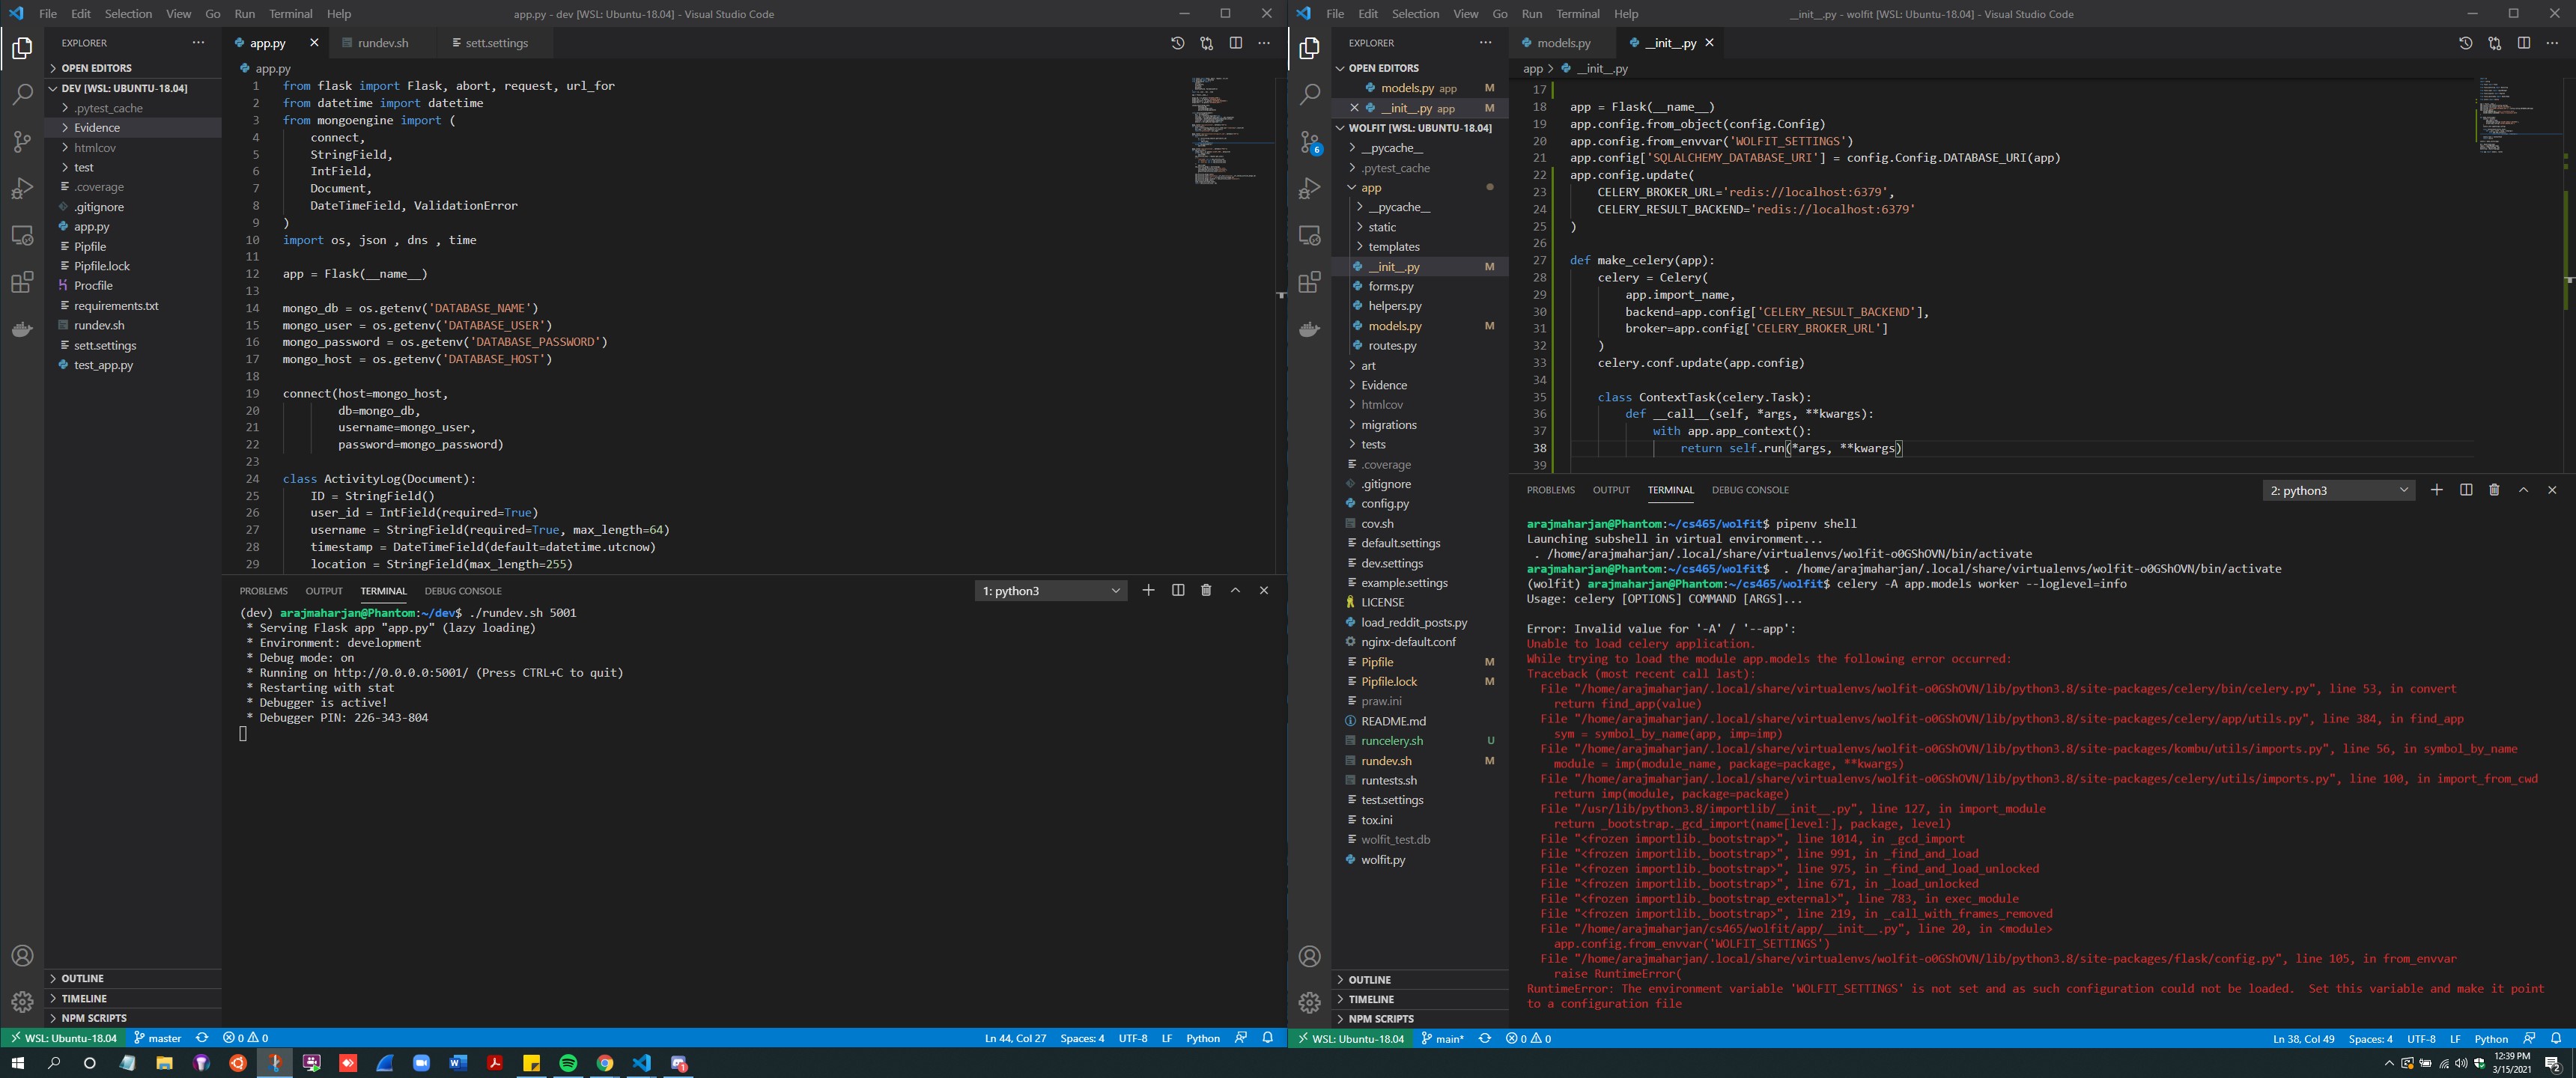 File Edit Selection View Go Run Terminal Help
app.py - dev [WSL: Ubuntu-18.04] - Visual Studio Code
EXPLORER
OPEN EDITORS
DEV [WSL: UBUNTU-18.04]
.pytest_cache
Evidence
htmlcov
test
.coverage
.gitignore
app.py
Pipfile
Pipfile.lock
Procfile
requirements.txt
rundev.sh
sett.settings
test_app.py
OUTLINE
TIMELINE
NPM SCRIPTS
app.py rundev.sh sett.settings
app.py
1 from flask import Flask, abort, request, url_for
2 from datetime import datetime
3 from mongoengine import (
4 connect,
5 StringField,
6 IntField,
7 Document,
8 DateTimeField, ValidationError
9 )
10 import os, json , dns , time
11
12 app = Flask(__name__)
13
14 mongo_db = os.getenv('DATABASE_NAME')
15 mongo_user = os.getenv('DATABASE_USER')
16 mongo_password = os.getenv('DATABASE_PASSWORD')
17 mongo_host = os.getenv('DATABASE_HOST')
18
19 connect(host=mongo_host,
20 db=mongo_db,
21 username=mongo_user,
22 password=mongo_password)
23
24 class ActivityLog(Document):
25 ID = StringField()
26 user_id = IntField(required=True)
27 username = StringField(required=True, max_length=64)
28 timestamp = DateTimeField(default=datetime.utcnow)
29 location = StringField(max_length=255)
PROBLEMS OUTPUT TERMINAL DEBUG CONSOLE
1: python3
(dev) arajmaharjan@Phantom:~/dev$ ./rundev.sh 5001
* Serving Flask app "app.py" (lazy loading)
* Environment: development
* Debug mode: on
* Running on http://0.0.0.0:5001/ (Press CTRL+C to quit)
* Restarting with stat
* Debugger is active!
* Debugger PIN: 226-343-804
WSL: Ubuntu-18.04 master 0 0
Ln 44, Col 27 Spaces: 4 UTF-8 LF Python
File Edit Selection View Go Run Terminal Help
__init__.py - wolfit [WSL: Ubuntu-18.04] - Visual Studio Code
6
EXPLORER
OPEN EDITORS
models.py app M
__init__.py app M
WOLFIT [WSL: UBUNTU-18.04]
__pycache__
.pytest_cache
app
__pycache__
static
templates
__init__.py M
forms.py
helpers.py
models.py M
routes.py
art
Evidence
htmlcov
migrations
tests
.coverage
.gitignore
config.py
cov.sh
default.settings
dev.settings
example.settings
LICENSE
load_reddit_posts.py
nginx-default.conf
Pipfile M
Pipfile.lock M
praw.ini
README.md
runcelery.sh U
rundev.sh M
runtests.sh
test.settings
tox.ini
wolfit_test.db
wolfit.py
OUTLINE
TIMELINE
NPM SCRIPTS
models.py __init__.py
app > __init__.py
17
18 app = Flask(__name__)
19 app.config.from_object(config.Config)
20 app.config.from_envvar('WOLFIT_SETTINGS')
21 app.config['SQLALCHEMY_DATABASE_URI'] = config.Config.DATABASE_URI(app)
22 app.config.update(
23 CELERY_BROKER_URL='redis://localhost:6379',
24 CELERY_RESULT_BACKEND='redis://localhost:6379'
25 )
26
27 def make_celery(app):
28 celery = Celery(
29 app.import_name,
30 backend=app.config['CELERY_RESULT_BACKEND'],
31 broker=app.config['CELERY_BROKER_URL']
32 )
33 celery.conf.update(app.config)
34
35 class ContextTask(celery.Task):
36 def __call__(self, *args, **kwargs):
37 with app.app_context():
38 return self.run(*args, **kwargs)
39
PROBLEMS OUTPUT TERMINAL DEBUG CONSOLE
2: python3
arajmaharjan@Phantom:~/cs465/wolfit$ pipenv shell
Launching subshell in virtual environment...
. /home/arajmaharjan/.local/share/virtualenvs/wolfit-o0GShOVN/bin/activate
arajmaharjan@Phantom:~/cs465/wolfit$ . /home/arajmaharjan/.local/share/virtualenvs/wolfit-o0GShOVN/bin/activate
(wolfit) arajmaharjan@Phantom:~/cs465/wolfit$ celery -A app.models worker --loglevel=info
Usage: celery [OPTIONS] COMMAND [ARGS]...
Error: Invalid value for '-A' / '--app':
Unable to load celery application.
While trying to load the module app.models the following error occurred:
Traceback (most recent call last):
File "/home/arajmaharjan/.local/share/virtualenvs/wolfit-o0GShOVN/lib/python3.8/site-packages/celery/bin/celery.py", line 53, in convert
return find_app(value)
File "/home/arajmaharjan/.local/share/virtualenvs/wolfit-o0GShOVN/lib/python3.8/site-packages/celery/app/utils.py", line 384, in find_app
sym = symbol_by_name(app, imp=imp)
File "/home/arajmaharjan/.local/share/virtualenvs/wolfit-o0GShOVN/lib/python3.8/site-packages/kombu/utils/imports.py", line 56, in symbol_by_name
module = imp(module_name, package=package, **kwargs)
File "/home/arajmaharjan/.local/share/virtualenvs/wolfit-o0GShOVN/lib/python3.8/site-packages/celery/utils/imports.py", line 100, in import_from_cwd
return imp(module, package=package)
File "/usr/lib/python3.8/importlib/__init__.py", line 127, in import_module
return _bootstrap._gcd_import(name[level:], package, level)
File "<frozen importlib._bootstrap>", line 1014, in _gcd_import
File "<frozen importlib._bootstrap>", line 991, in _find_and_load
File "<frozen importlib._bootstrap>", line 975, in _find_and_load_unlocked
File "<frozen importlib._bootstrap>", line 671, in _load_unlocked
File "<frozen importlib._bootstrap_external>", line 783, in exec_module
File "<frozen importlib._bootstrap>", line 219, in _call_with_frames_removed
File "/home/arajmaharjan/cs465/wolfit/app/__init__.py", line 20, in <module>
app.config.from_envvar('WOLFIT_SETTINGS')
File "/home/arajmaharjan/.local/share/virtualenvs/wolfit-o0GShOVN/lib/python3.8/site-packages/flask/config.py", line 105, in from_envvar
raise RuntimeError(
RuntimeError: The environment variable 'WOLFIT_SETTINGS' is not set and as such configuration could not be loaded. Set this variable and make it point
to a configuration file
WSL: Ubuntu-18.04 main* 0 0
Ln 38, Col 49 Spaces: 4 UTF-8 LF Python
12:39 PM
3/15/2021